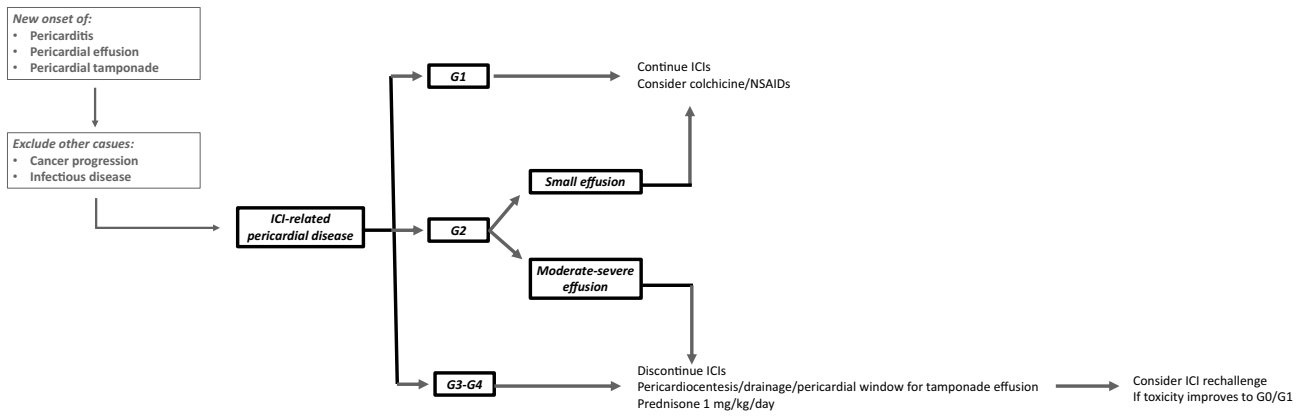 New onset of:
• Pericarditis
• Pericardial effusion
• Pericardial tamponade
Exclude other casues:
• Cancer progression
• Infectious disease
ICI-related
pericardial disease
G1
Continue ICIs
Consider colchicine/NSAIDs
G2
Small effusion
Moderate-severe
effusion
G3-G4
Discontinue ICIs
Pericardiocentesis/drainage/pericardial window for tamponade effusion
Prednisone 1 mg/kg/day
Consider ICI rechallenge
If toxicity improves to G0/G1